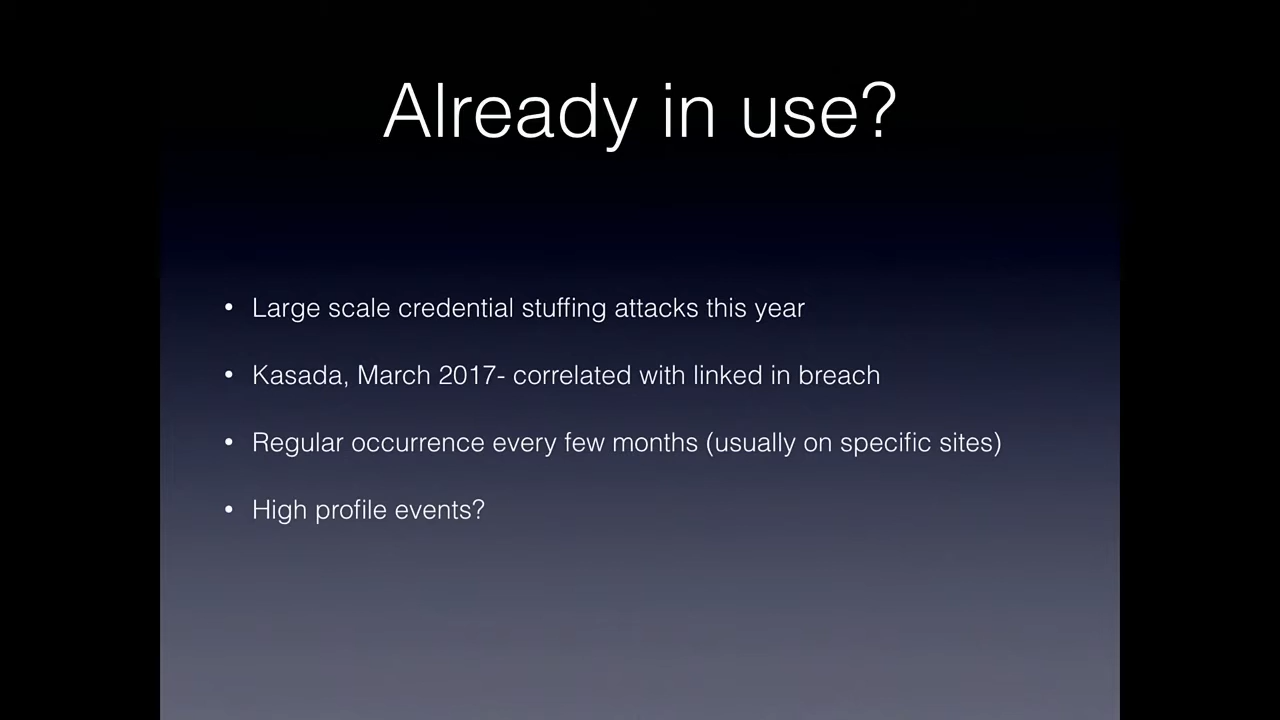 Already in use?
• Large scale credential stuffing attacks this year
• Kasada, March 2017- correlated with linked in breach
• Regular occurrence every few months (usually on specific sites)
• High profile events?